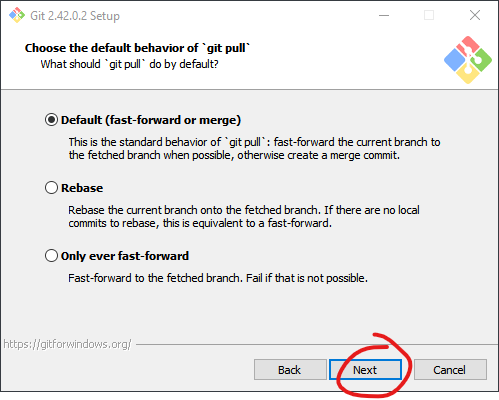 Git 2.42.0.2 Setup
Choose the default behavior of `git pull`
What should `git pull` do by default?
Default (fast-forward or merge)
This is the standard behavior of `git pull`: fast-forward the current branch to
the fetched branch when possible, otherwise create a merge commit.
Rebase
Rebase the current branch onto the fetched branch. If there are no local
commits to rebase, this is equivalent to a fast-forward.
Only ever fast-forward
Fast-forward to the fetched branch. Fail if that is not possible.
https://gitforwindows.org/
Back Next Cancel